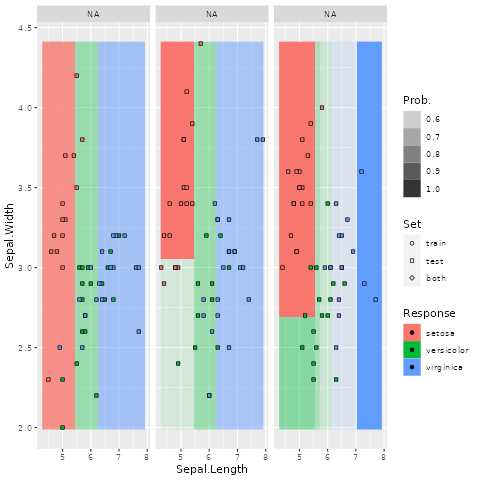 NA NA NA
4.5
4.0
3.5
3.0
2.5
2.0
Sepal.Width
5 6 7 8 5 6 7 8 5 6 7 8
Sepal.Length
Prob.
0.6
0.7
0.8
0.9
1.0
Set
train
test
both
Response
setosa
versicolor
virginica